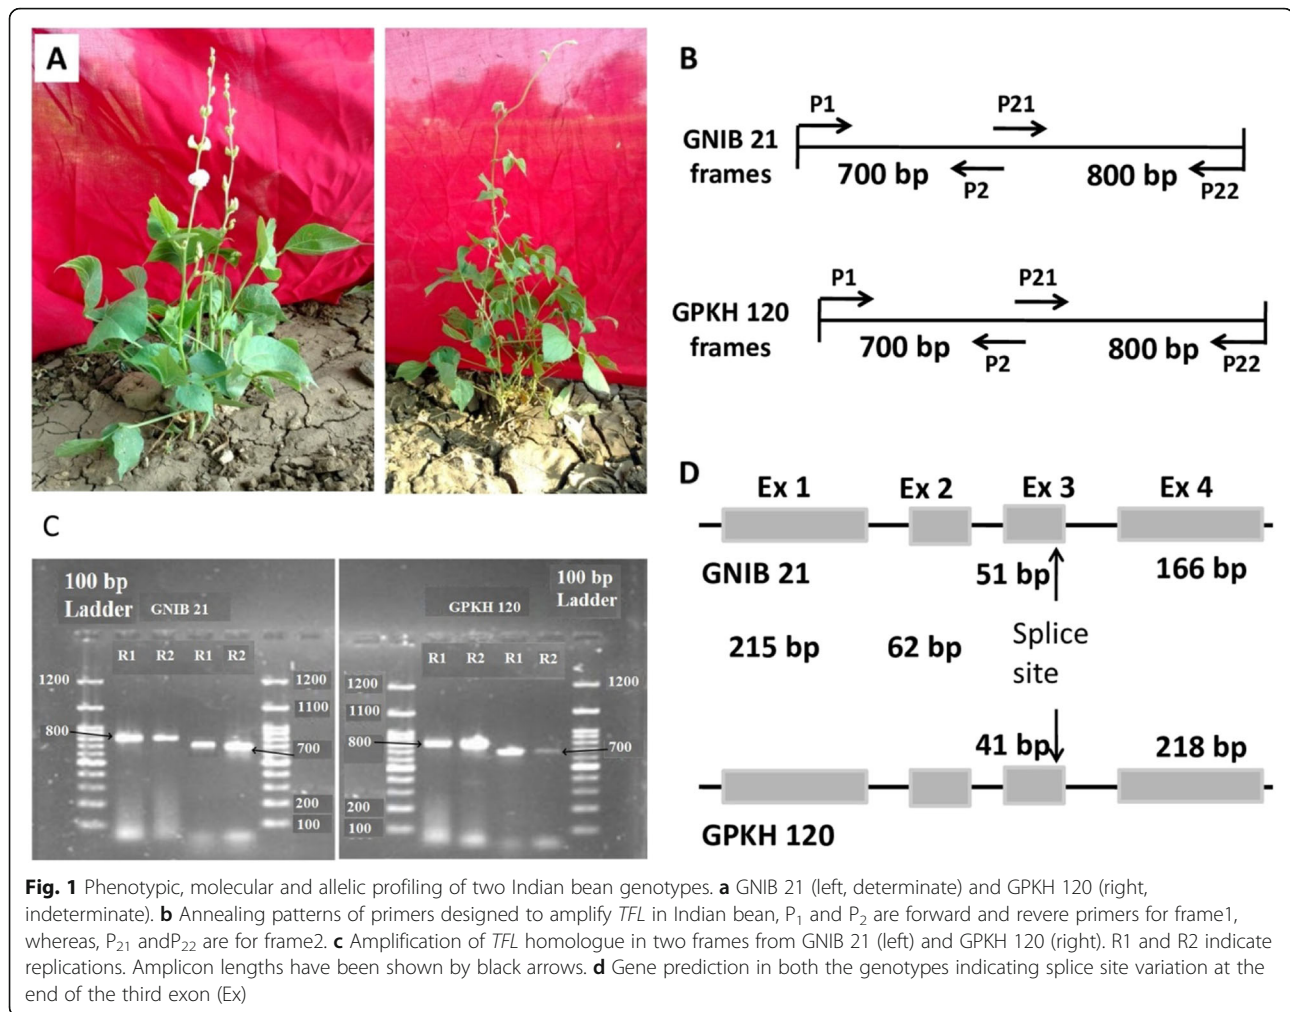 A
B
P1
P21
GNIB 21
frames
700 bp
P2
800 bp
P22
P1
P21
GPKH 120
frames
700 bp
P2
800 bp
P22
C
100 bp
Ladder
GNIB 21
R1 R2 R1 R2
1200
800
1200
1100
700
200
100
100 bp
Ladder
GPKH 120
R1 R2 R1 R2
1200
1100
800
200
100
1200
700
D
Ex 1 Ex 2 Ex 3 Ex 4
GNIB 21
51 bp
166 bp
215 bp
62 bp
Splice
site
41 bp
218 bp
GPKH 120
Fig. 1 Phenotypic, molecular and allelic profiling of two Indian bean genotypes. a GNIB 21 (left, determinate) and GPKH 120 (right,
indeterminate). b Annealing patterns of primers designed to amplify TFL in Indian bean, P1 and P2 are forward and revere primers for frame1,
whereas, P21 andP22 are for frame2. c Amplification of TFL homologue in two frames from GNIB 21 (left) and GPKH 120 (right). R1 and R2 indicate
replications. Amplicon lengths have been shown by black arrows. d Gene prediction in both the genotypes indicating splice site variation at the
end of the third exon (Ex)